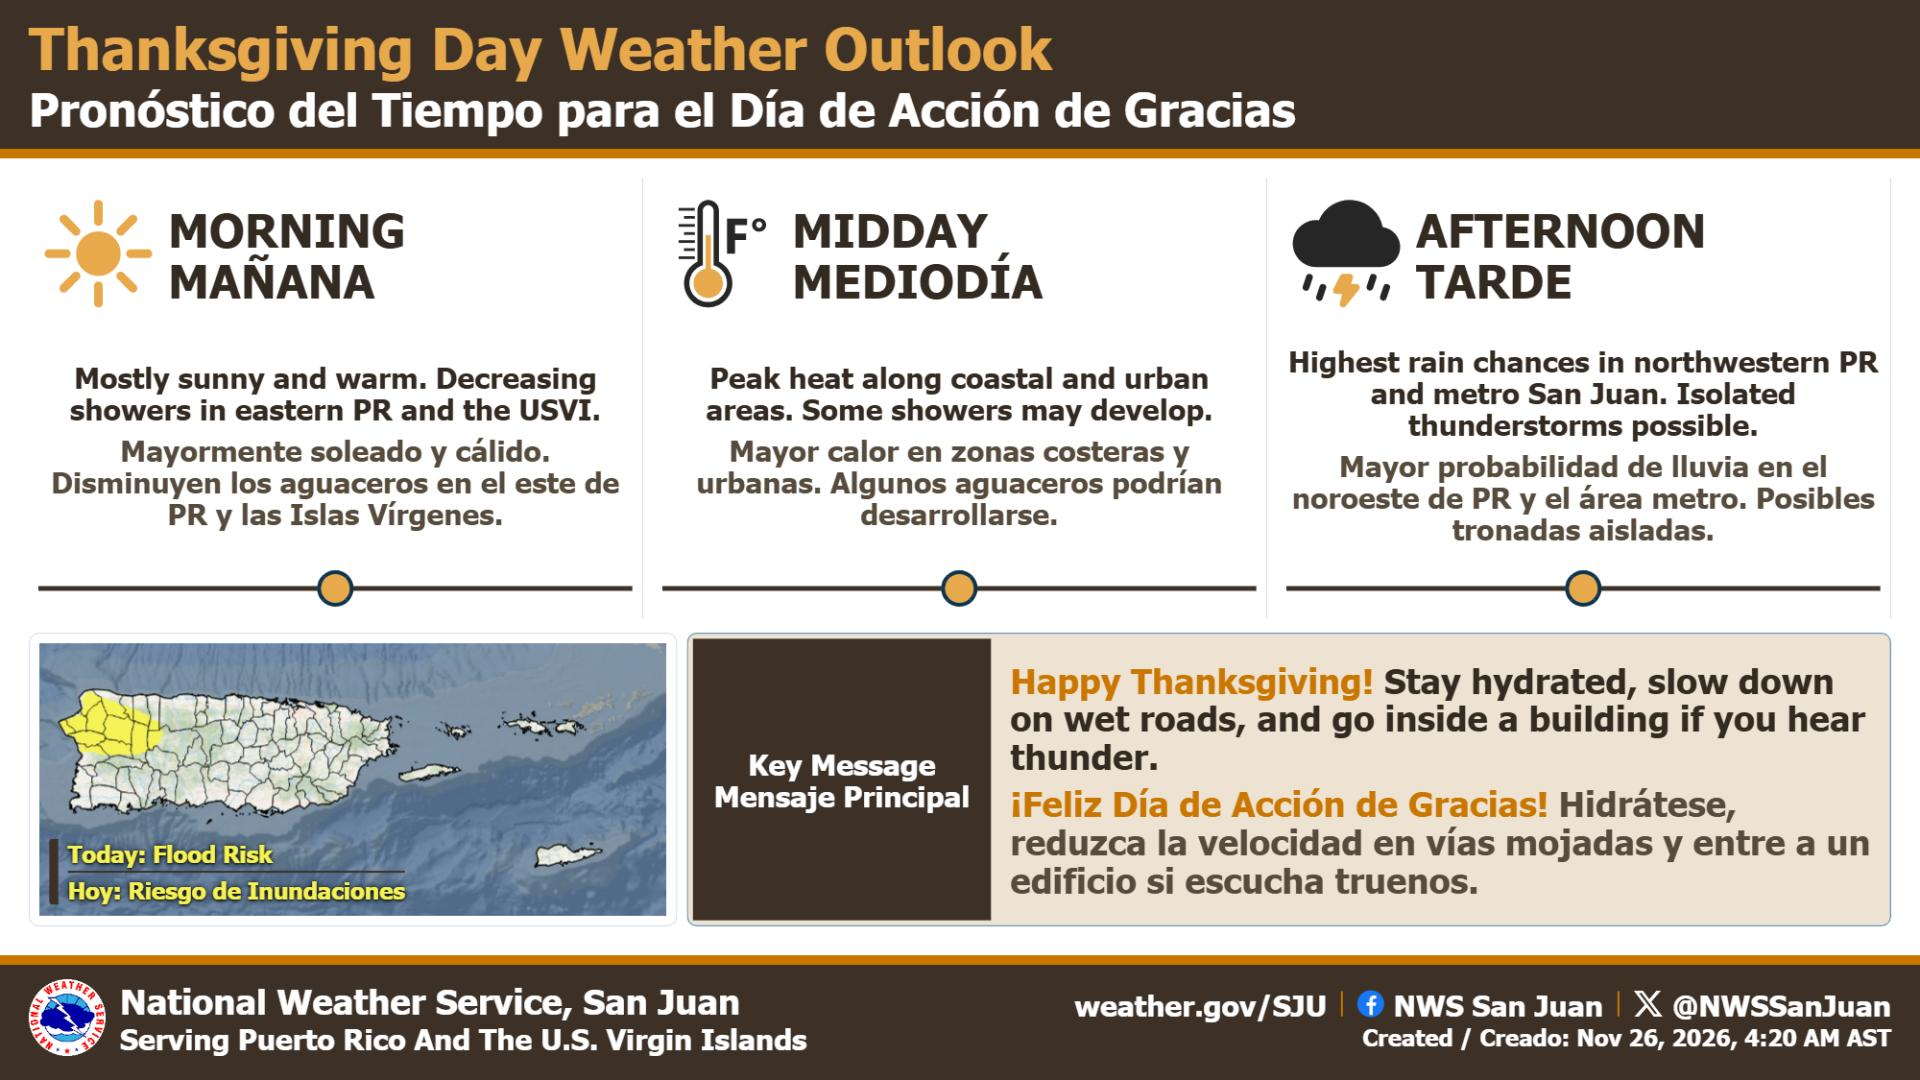 Thanksgiving Day Weather Outlook
Pronóstico del Tiempo para el Día de Acción de Gracias
MORNING
MAÑANA
Mostly sunny and warm. Decreasing
showers in eastern PR and the USVI.
Mayormente soleado y cálido.
Disminuyen los aguaceros en el este de
PR y las Islas Vírgenes.
F°
MIDDAY
MEDIODÍA
Peak heat along coastal and urban
areas. Some showers may develop.
Mayor calor en zonas costeras y
urbanas. Algunos aguaceros podrían
desarrollarse.
AFTERNOON
TARDE
Highest rain chances in northwestern PR
and metro San Juan. Isolated
thunderstorms possible.
Mayor probabilidad de lluvia en el
noroeste de PR y el área metro. Posibles
tronadas aisladas.
Today: Flood Risk
Hoy: Riesgo de Inundaciones
Key Message
Mensaje Principal
Happy Thanksgiving! Stay hydrated, slow down
on wet roads, and go inside a building if you hear
thunder.
¡Feliz Día de Acción de Gracias! Hidrátese,
reduzca la velocidad en vías mojadas y entre a un
edificio si escucha truenos.
NATIONAL WEATHER SERVICE
National Weather Service, San Juan
Serving Puerto Rico And The U.S. Virgin Islands
weather.gov/SJU | NWS San Juan | @NWSSanJuan
Created / Creado: Nov 26, 2026, 4:20 AM AST